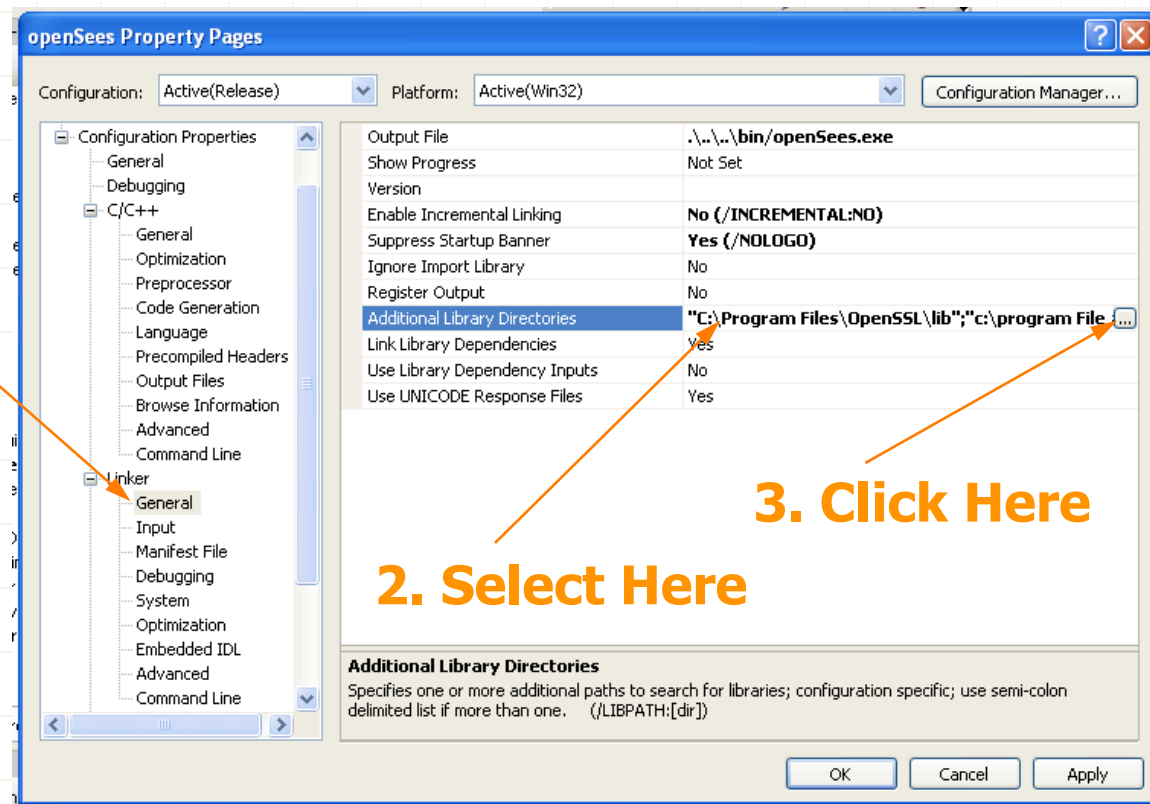 openSees Property Pages
Configuration: Active(Release) Platform: Active(Win32) Configuration Manager...
Configuration Properties
General
Debugging
C/C++
General
Optimization
Preprocessor
Code Generation
Language
Precompiled Headers
Output Files
Browse Information
Advanced
Command Line
Linker
General
Input
Manifest File
Debugging
System
Optimization
Embedded IDL
Advanced
Command Line
Output File .\..\..\bin/openSees.exe
Show Progress Not Set
Version
Enable Incremental Linking No (/INCREMENTAL:NO)
Suppress Startup Banner Yes (/NOLOGO)
Ignore Import Library No
Register Output No
Additional Library Directories "C:\Program Files\OpenSSL\lib";"c:\program File ...
Link Library Dependencies Yes
Use Library Dependency Inputs No
Use UNICODE Response Files Yes
3. Click Here
2. Select Here
Additional Library Directories
Specifies one or more additional paths to search for libraries; configuration specific; use semi-colon
delimited list if more than one. (/LIBPATH:[dir])
OK Cancel Apply